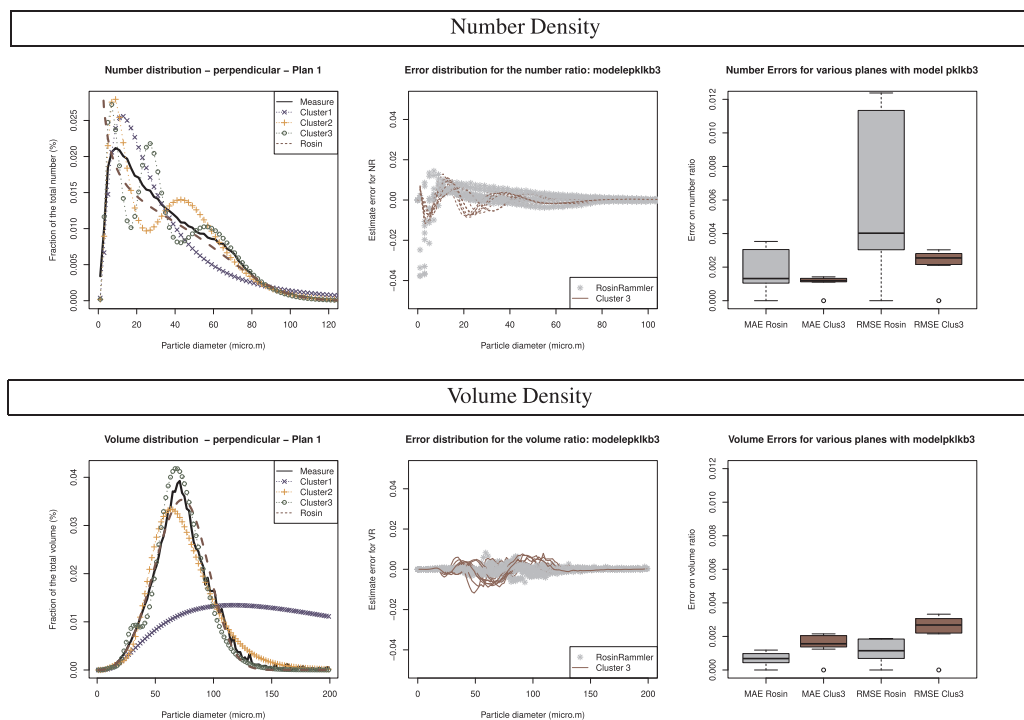 Number Density
Number distribution − perpendicular − Plan 1
Fraction of the total number (%)
0.000
0.005
0.010
0.015
0.020
0.025
Measure
Cluster1
Cluster2
Cluster3
Rosin
0 20 40 60 80 100 120
Particle diameter (micro.m)
Error distribution for the number ratio: modelepklkb3
Estimate error for NR
−0.04
−0.02
0.00
0.02
0.04
RosinRammler
Cluster 3
0 20 40 60 80 100
Particle diameter (micro.m)
Number Errors for various planes with model pklkb3
Error on number ratio
0.000
0.002
0.004
0.006
0.008
0.010
0.012
MAE Rosin MAE Clus3 RMSE Rosin RMSE Clus3
Volume Density
Volume distribution − perpendicular − Plan 1
Fraction of the total volume (%)
0.00
0.01
0.02
0.03
0.04
Measure
Cluster1
Cluster2
Cluster3
Rosin
0 50 100 150 200
Particle diameter (micro.m)
Error distribution for the volume ratio: modelepklkb3
Estimate error for VR
−0.04
−0.02
0.00
0.02
0.04
RosinRammler
Cluster 3
0 50 100 150 200
Particle diameter (micro.m)
Volume Errors for various planes with modelpklkb3
Error on volume ratio
0.000
0.002
0.004
0.006
0.008
0.010
0.012
MAE Rosin MAE Clus3 RMSE Rosin RMSE Clus3